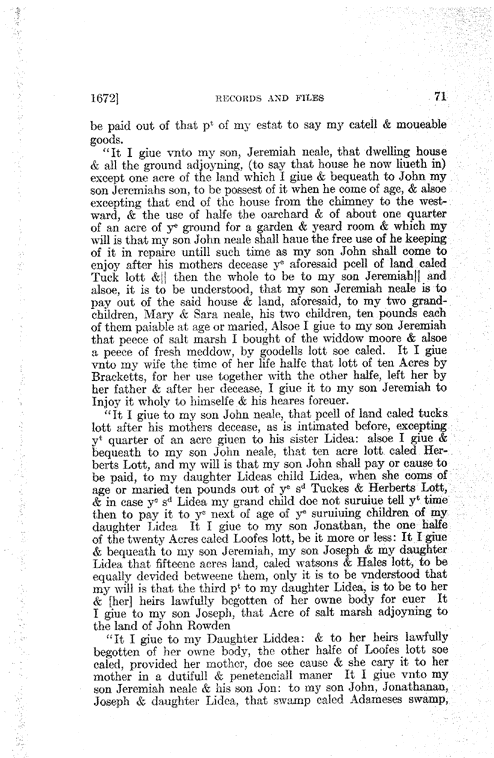 1672] RECORDS AND FILES 71
be paid out of that pᵗ of my estat to say my catell & moueable
goods.
"It I giue vnto my son, Jeremiah neale, that dwelling house
& all the ground adjoyning, (to say that house he now liueth in)
except one acre of the land which I giue & bequeath to John my
son Jeremiahs son, to be possest of it when he come of age, & alsoe
excepting that end of the house from the chimney to the west-
ward, & the use of halfe the oarchard & of about one quarter
of an acre of yᵉ ground for a garden & yeard room & which my
will is that my son John neale shall haue the free use of he keeping
of it in repaire untill such time as my son John shall come to
enjoy after his mothers decease yᵉ aforesaid pcell of land caled
Tuck lott &|| then the whole to be to my son Jeremiah|| and
alsoe, it is to be understood, that my son Jeremiah neale is to
pay out of the said house & land, aforesaid, to my two grand-
children, Mary & Sara neale, his two children, ten pounds each
of them paiable at age or maried, Alsoe I giue to my son Jeremiah
that peece of salt marsh I bought of the widdow moore & alsoe
a peece of fresh meddow, by goodells lott soe caled. It I giue
vnto my wife the time of her life halfe that lott of ten Acres by
Bracketts, for her use together with the other halfe, left her by
her father & after her decease, I giue it to my son Jeremiah to
Injoy it wholy to himselfe & his heares foreuer.
"It I giue to my son John neale, that pcell of land caled tucks
lott after his mothers decease, as is intimated before, excepting
yᵗ quarter of an acre giuen to his sister Lidea: alsoe I giue &
bequeath to my son John neale, that ten acre lott caled Her-
berts Lott, and my will is that my son John shall pay or cause to
be paid, to my daughter Lideas child Lidea, when she coms of
age or maried ten pounds out of yᵉ sᵈ Tuckes & Herberts Lott,
& in case yᵉ sᵈ Lidea my grand child doe not suruiue tell yᵗ time
then to pay it to yᵉ next of age of yᵉ suruiuing children of my
daughter Lidea It I giue to my son Jonathan, the one halfe
of the twenty Acres caled Loofes lott, be it more or less: It I giue
& bequeath to my son Jeremiah, my son Joseph & my daughter
Lidea that fifteene acres land, caled watsons & Hales lott, to be
equally devided betweene them, only it is to be vnderstood that
my will is that the third pᵗ to my daughter Lidea, is to be to her
& [her] heirs lawfully begotten of her owne body for euer It
I giue to my son Joseph, that Acre of salt marsh adjoyning to
the land of John Rowden
"It I giue to my Daughter Liddea: & to her heirs lawfully
begotten of her owne body, the other halfe of Loofes lott soe
caled, provided her mother, doe see cause & she cary it to her
mother in a dutifull & penetenciall maner It I giue vnto my
son Jeremiah neale & his son Jon: to my son John, Jonathanan,
Joseph & daughter Lidea, that swamp caled Adameses swamp,